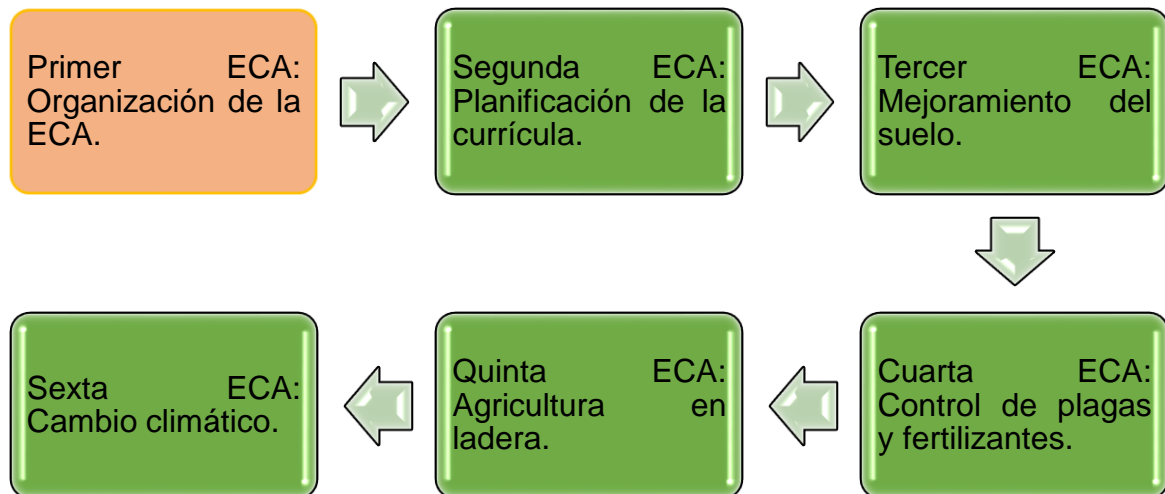 Primer ECA:
Organización de la
ECA.
Segunda ECA:
Planificación de la
currícula.
Tercer ECA:
Mejoramiento del
suelo.
Cuarta ECA:
Control de plagas
y fertilizantes.
Quinta ECA:
Agricultura en
ladera.
Sexta ECA:
Cambio climático.